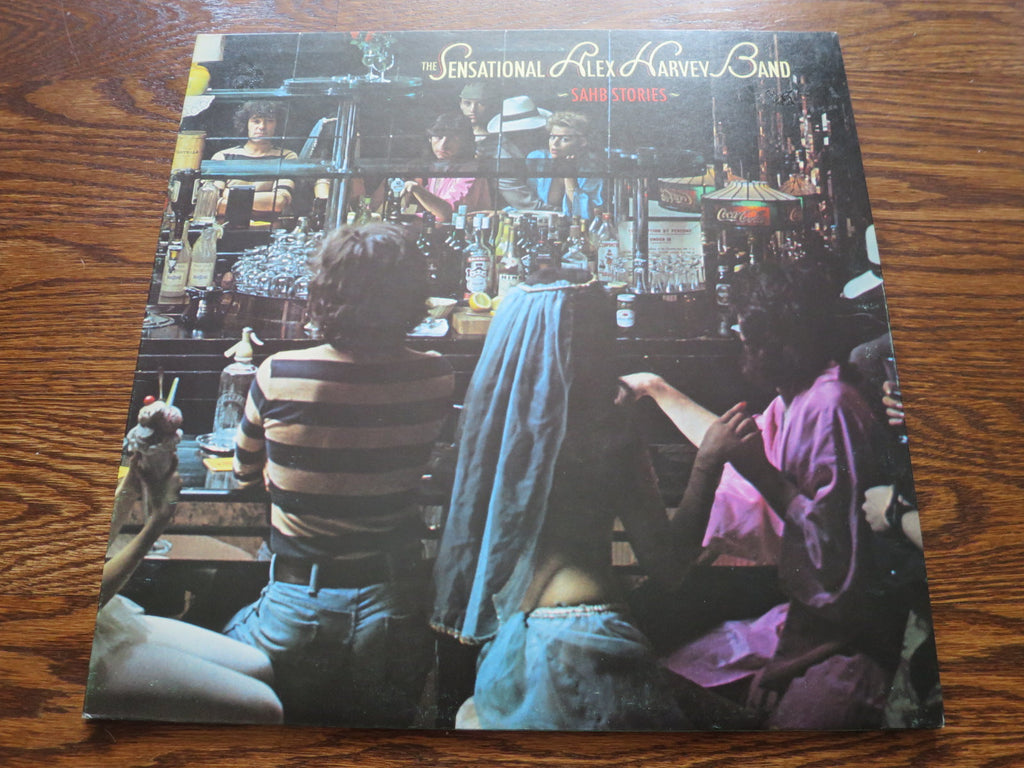 THE SENSATIONAL ALEX HARVEY BAND
~SAHB STORIES~
Coca-Cola